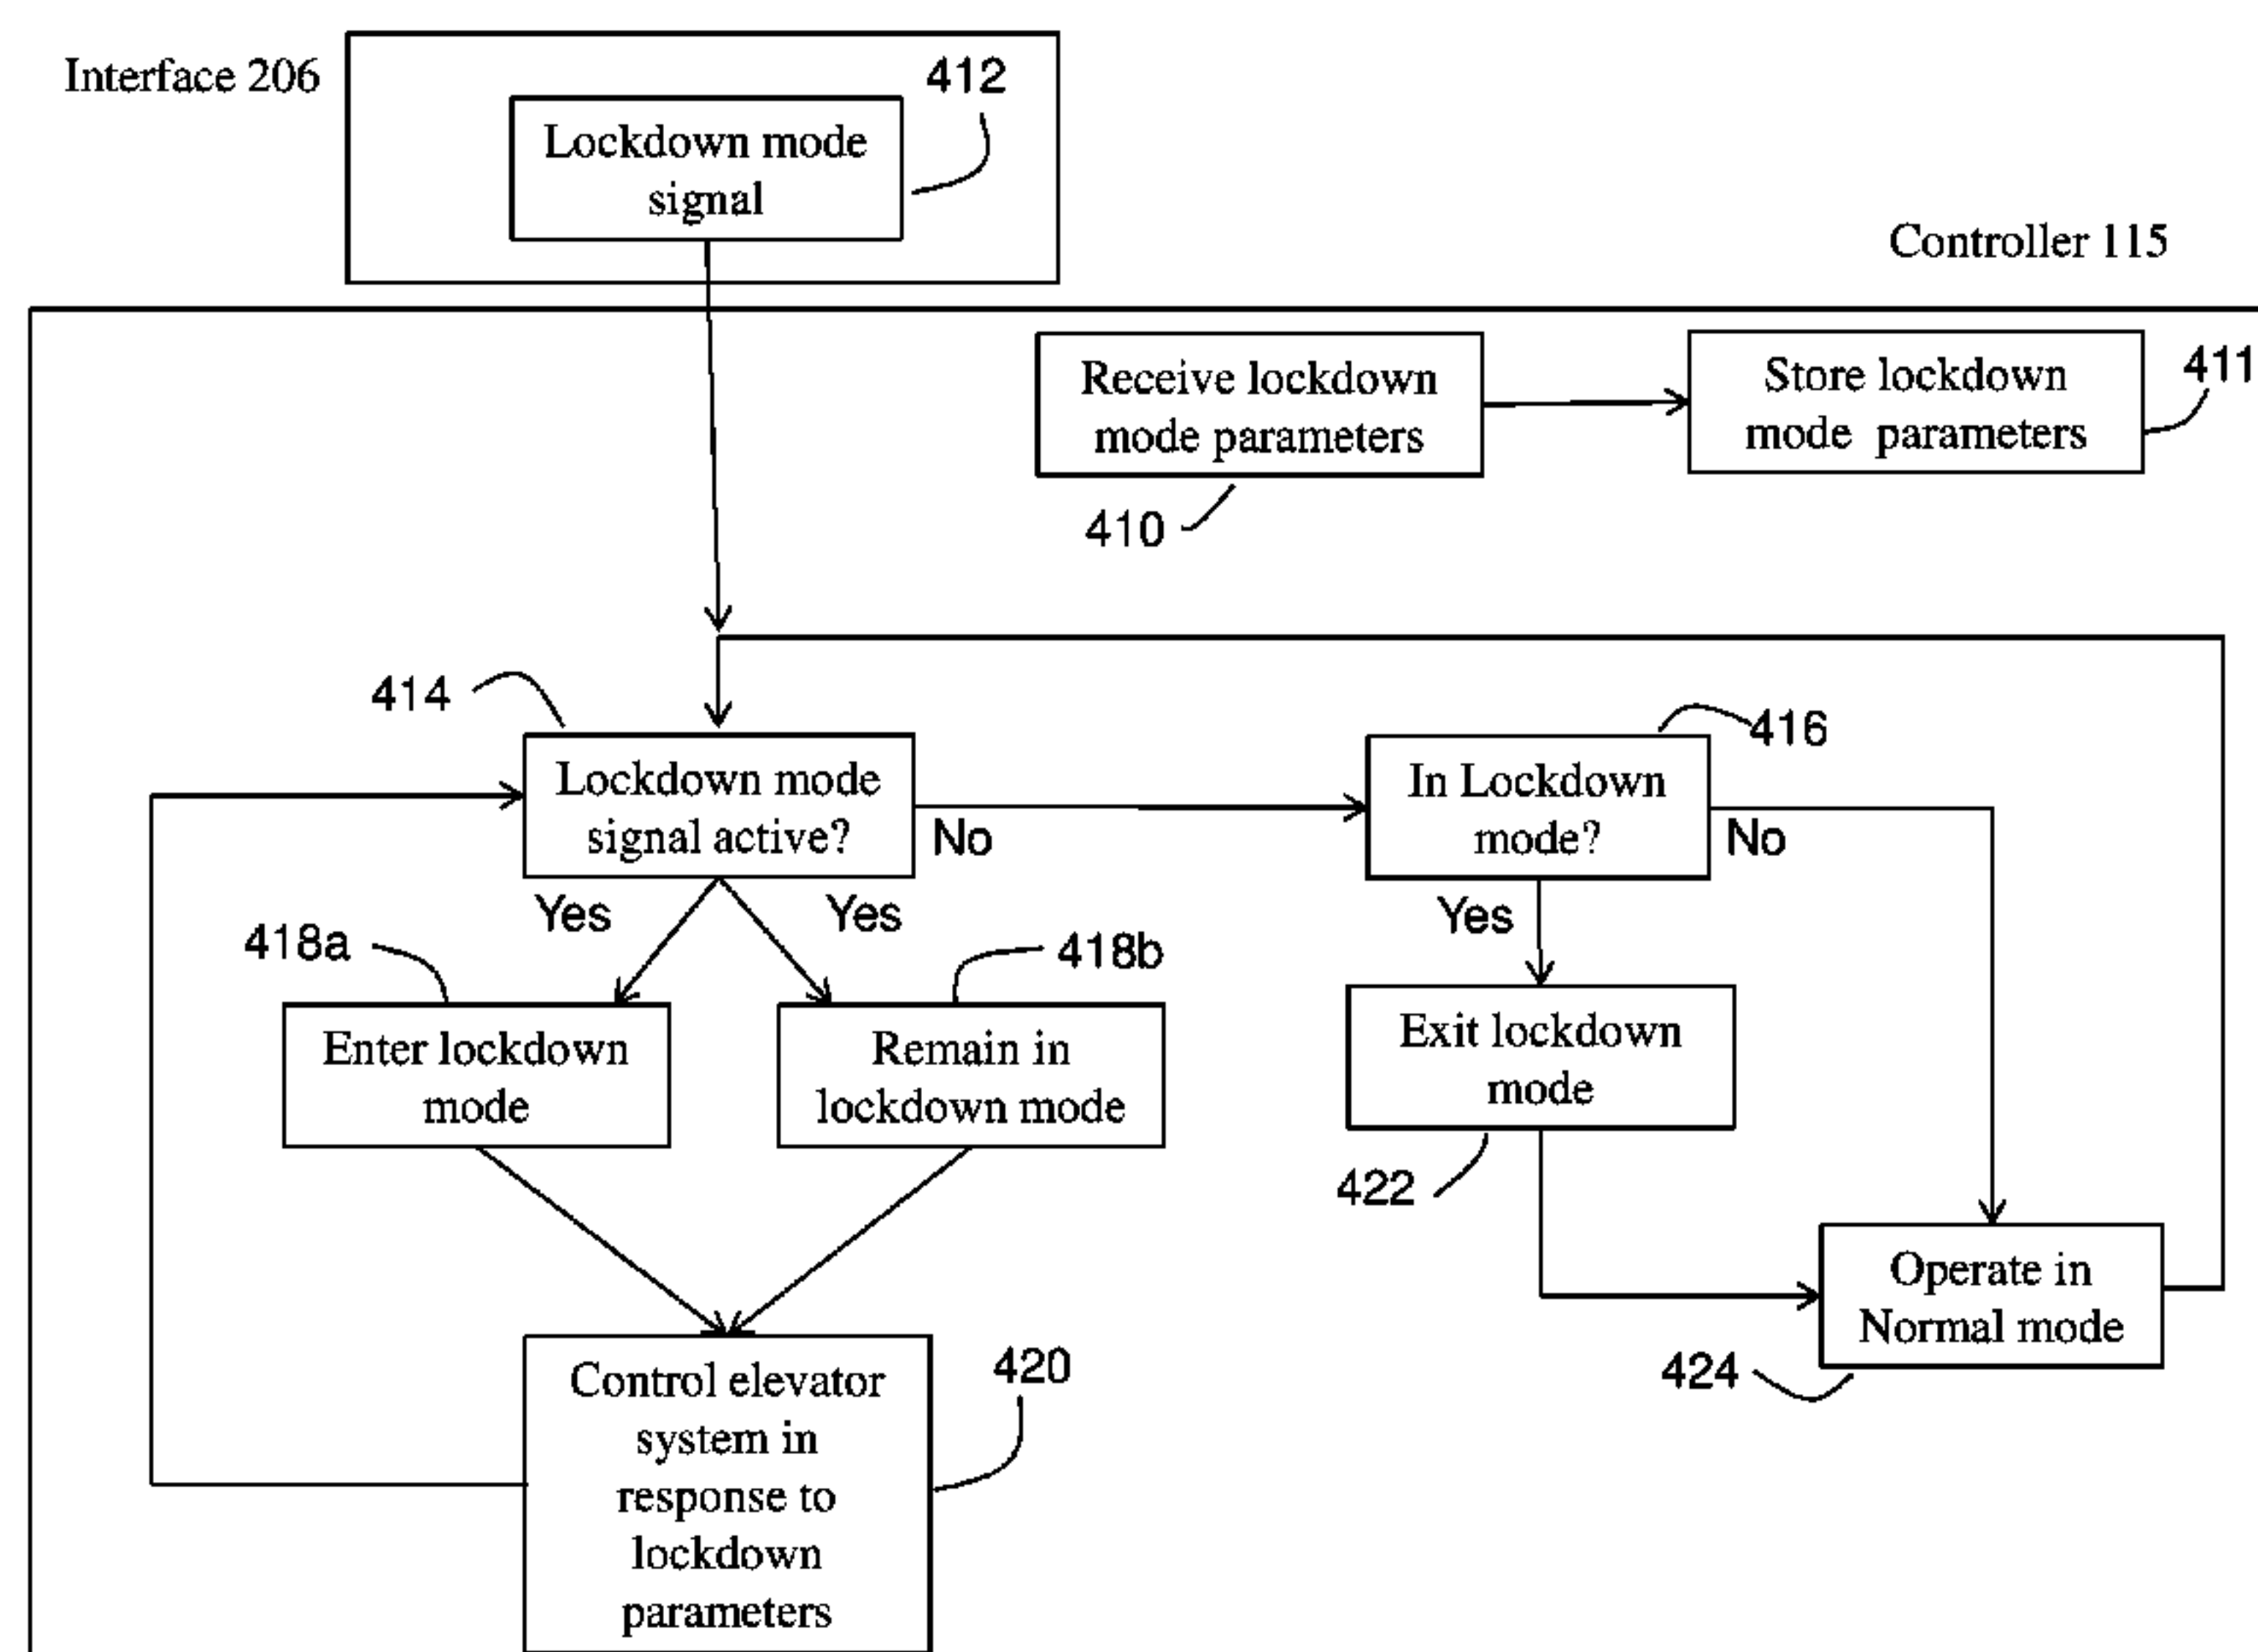 Interface 206
412
Lockdown mode
signal
Controller 115
Receive lockdown
mode parameters
Store lockdown
mode parameters
411
410
414
416
Lockdown mode
signal active?
No
In Lockdown
mode?
No
Yes
Yes
Yes
418a
418b
Enter lockdown
mode
Remain in
lockdown mode
Exit lockdown
mode
422
Operate in
Normal mode
424
Control elevator
system in
response to
lockdown
parameters
420